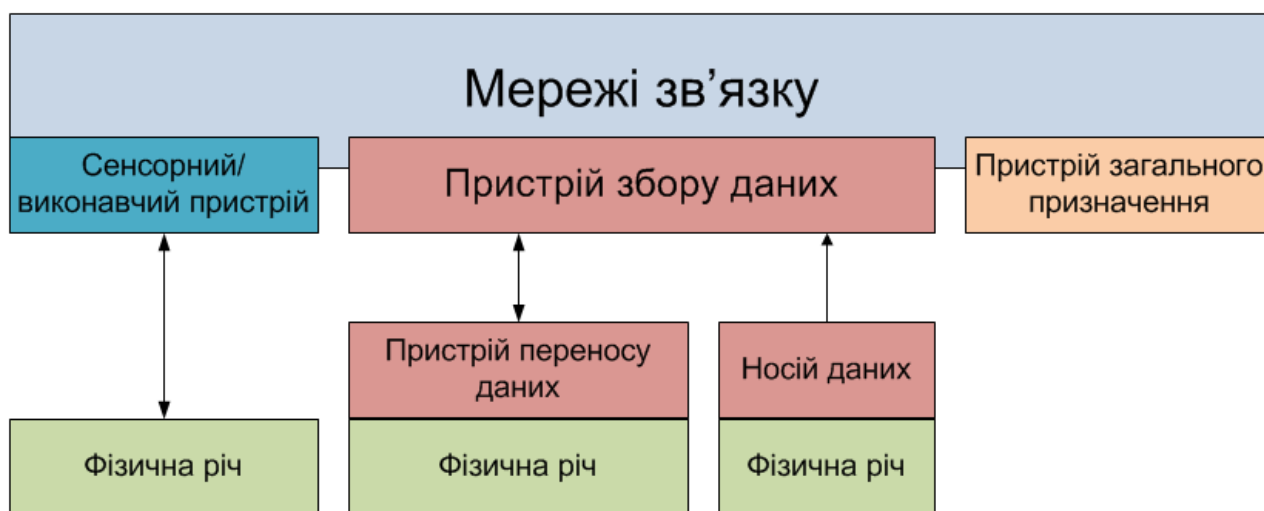 Мережі зв’язку
Сенсорний/
виконавчий пристрій
Пристрій збору даних
Пристрій загального
призначення
Пристрій переносу
даних
Носій даних
Фізична річ
Фізична річ
Фізична річ